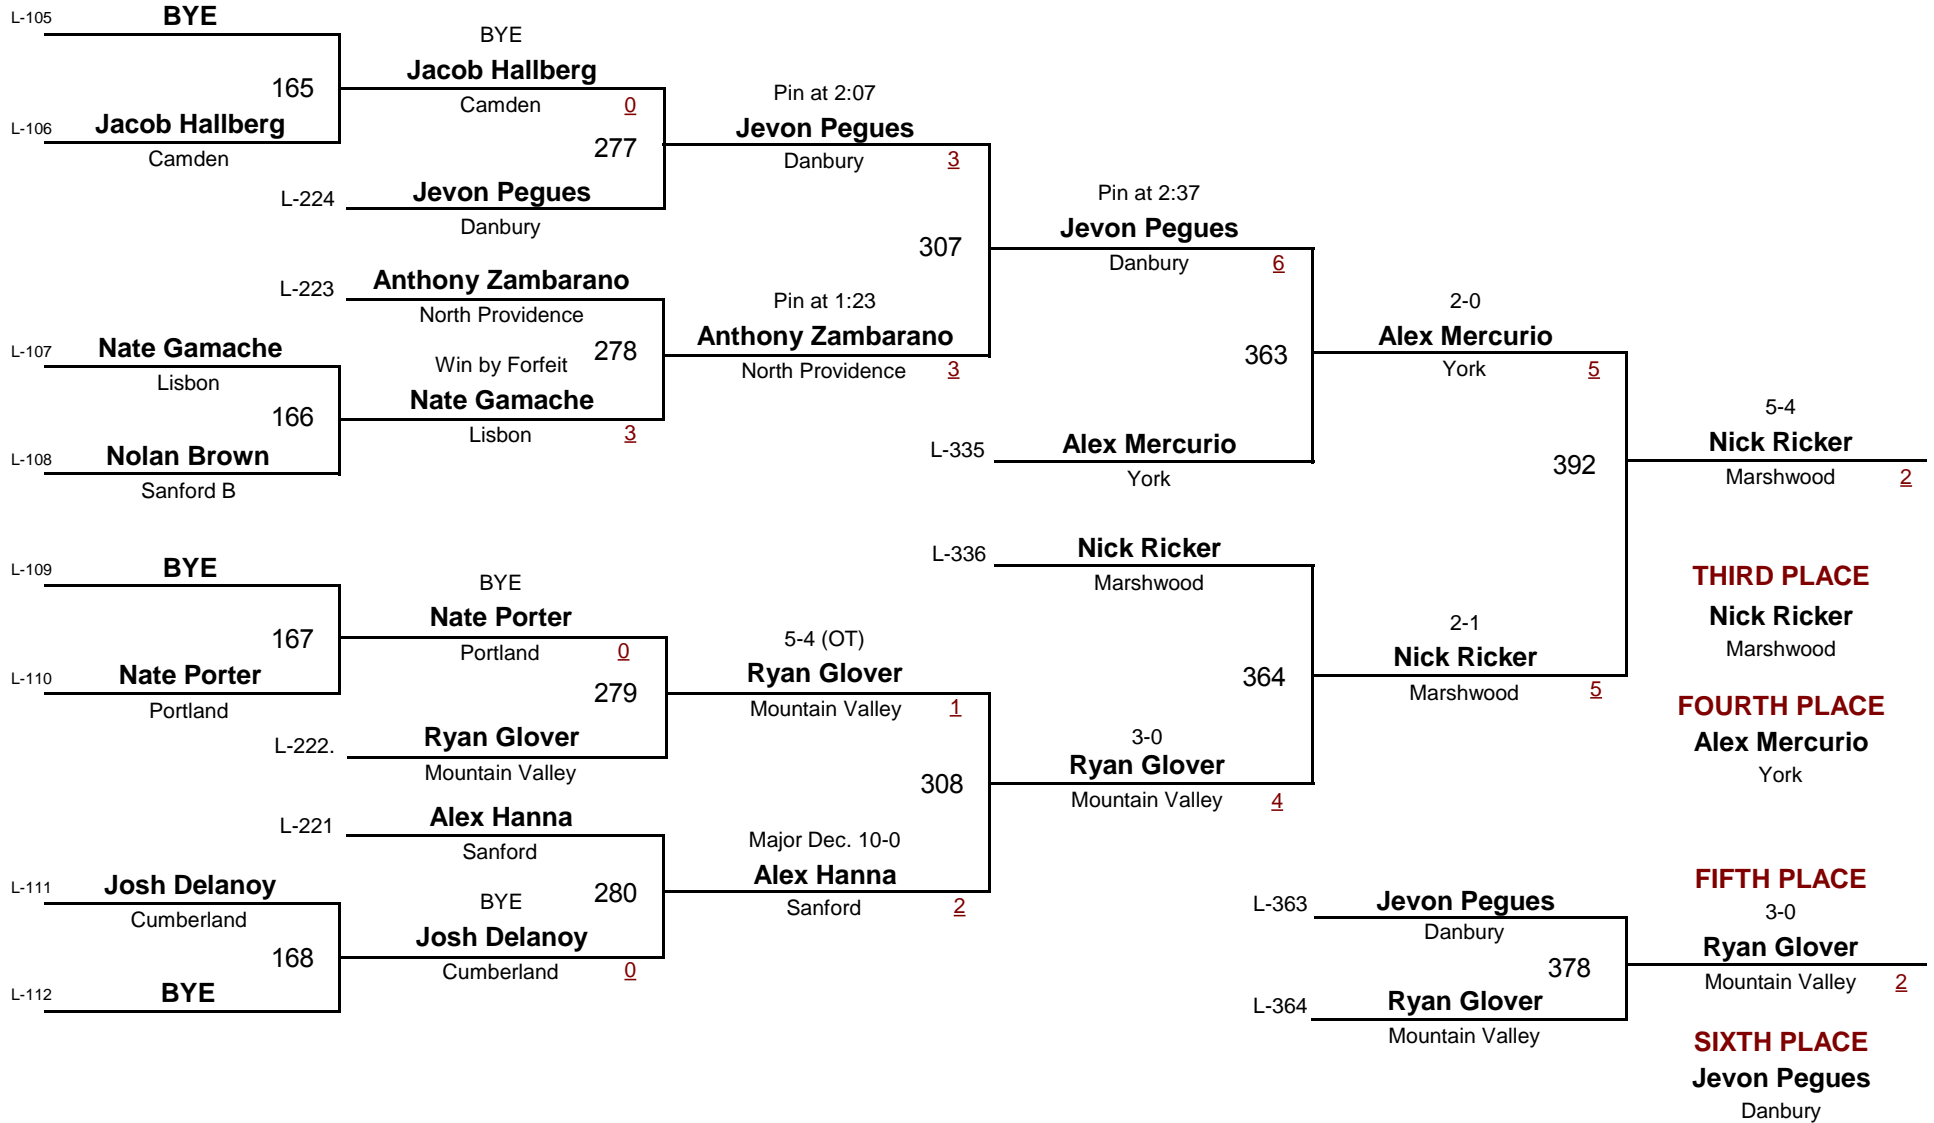 L-105 BYE
165
L-106 Jacob Hallberg
Camden
BYE
Jacob Hallberg
Camden 0
277
L-224 Jevon Pegues
Danbury
Pin at 2:07
Jevon Pegues
Danbury 3
L-223 Anthony Zambarano
North Providence
278
L-107 Nate Gamache
Lisbon
166
L-108 Nolan Brown
Sanford B
Win by Forfeit
Nate Gamache
Lisbon 3
Pin at 1:23
Anthony Zambarano
North Providence 3
307
Pin at 2:37
Jevon Pegues
Danbury 6
363
L-335 Alex Mercurio
York
2-0
Alex Mercurio
York 5
392
5-4
Nick Ricker
Marshwood 2
L-109 BYE
167
L-110 Nate Porter
Portland
BYE
Nate Porter
Portland 0
279
L-222. Ryan Glover
Mountain Valley
5-4 (OT)
Ryan Glover
Mountain Valley 1
L-221 Alex Hanna
Sanford
280
L-111 Josh Delanoy
Cumberland
168
L-112 BYE
BYE
Josh Delanoy
Cumberland 0
Major Dec. 10-0
Alex Hanna
Sanford 2
308
3-0
Ryan Glover
Mountain Valley 4
L-336 Nick Ricker
Marshwood
364
2-1
Nick Ricker
Marshwood 5
THIRD PLACE
Nick Ricker
Marshwood
FOURTH PLACE
Alex Mercurio
York
L-363 Jevon Pegues
Danbury
378
L-364 Ryan Glover
Mountain Valley
FIFTH PLACE
3-0
Ryan Glover
Mountain Valley 2
SIXTH PLACE
Jevon Pegues
Danbury